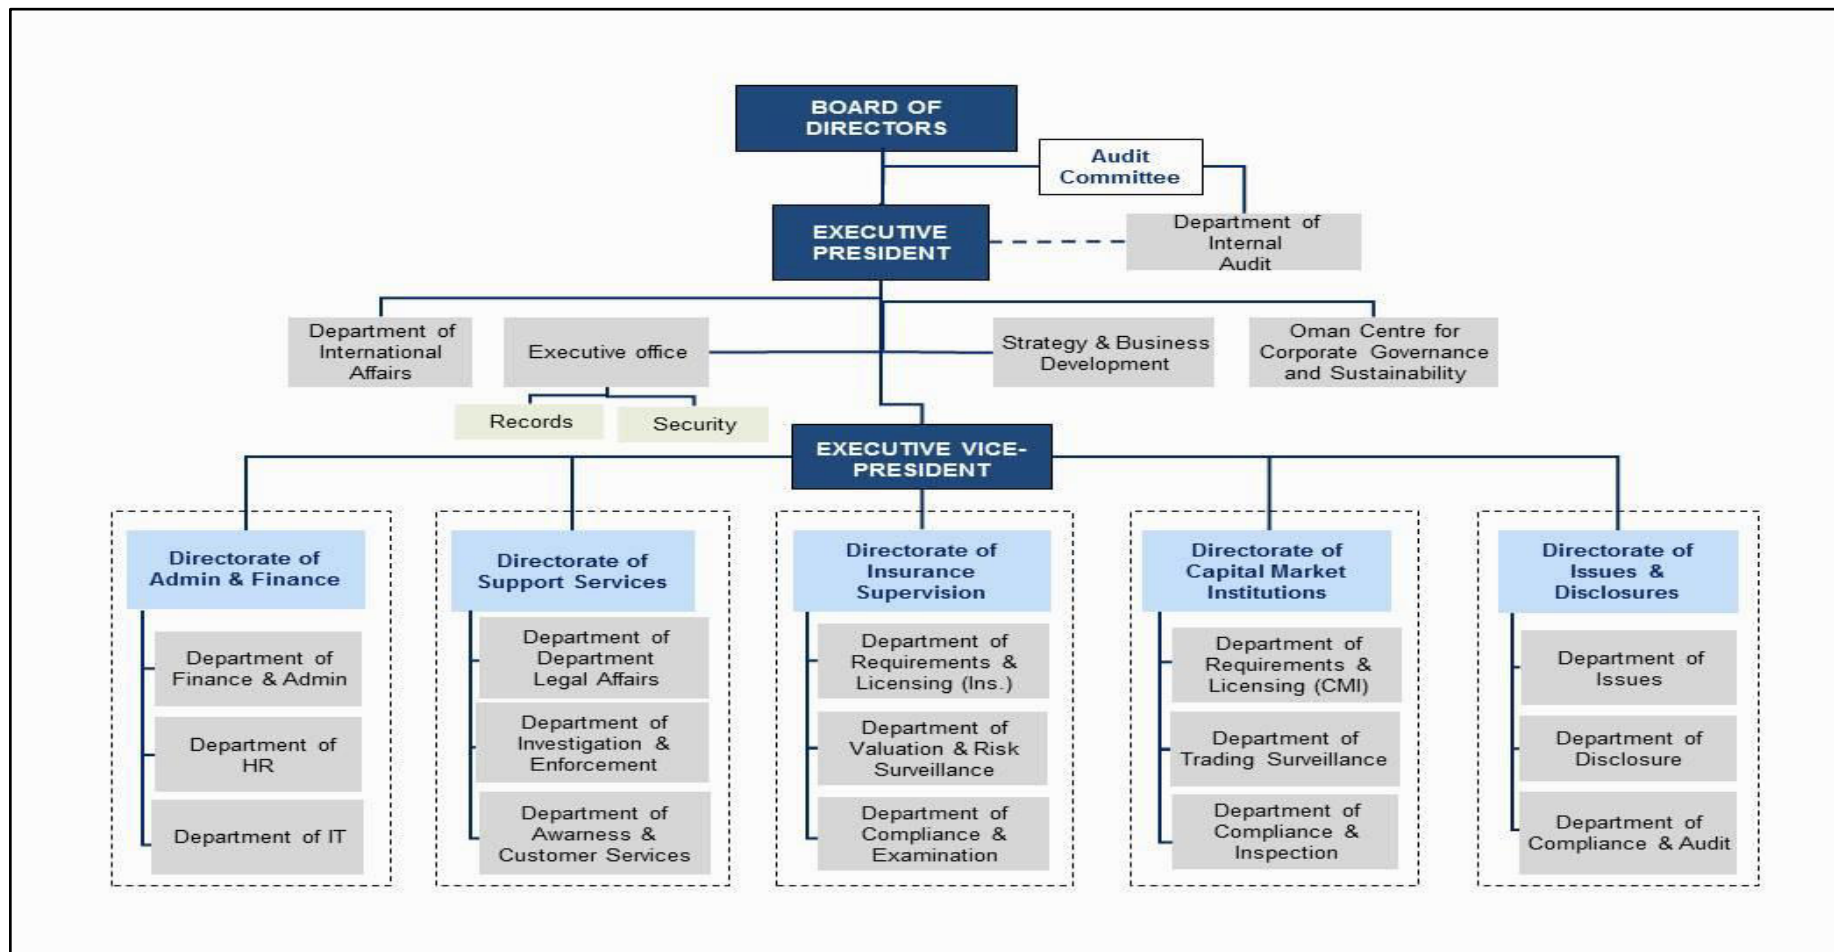 BOARD OF
DIRECTORS
Audit
Committee
EXECUTIVE
PRESIDENT
Department of
Internal
Audit
Department of
International
Affairs
Executive office
Strategy & Business
Development
Oman Centre for
Corporate Governance
and Sustainability
Records
Security
EXECUTIVE VICE-
PRESIDENT
Directorate of
Admin & Finance
Department of
Finance & Admin
Department of
HR
Department of IT
Directorate of
Support Services
Department of
Department
Legal Affairs
Department of
Investigation &
Enforcement
Department of
Awarness &
Customer Services
Directorate of
Insurance
Supervision
Department of
Requirements &
Licensing (Ins.)
Department of
Valuation & Risk
Surveillance
Department of
Compliance &
Examination
Directorate of
Capital Market
Institutions
Department of
Requirements &
Licensing (CMI)
Department of
Trading Surveillance
Department of
Compliance &
Inspection
Directorate of
Issues &
Disclosures
Department of
Issues
Department of
Disclosure
Department of
Compliance & Audit